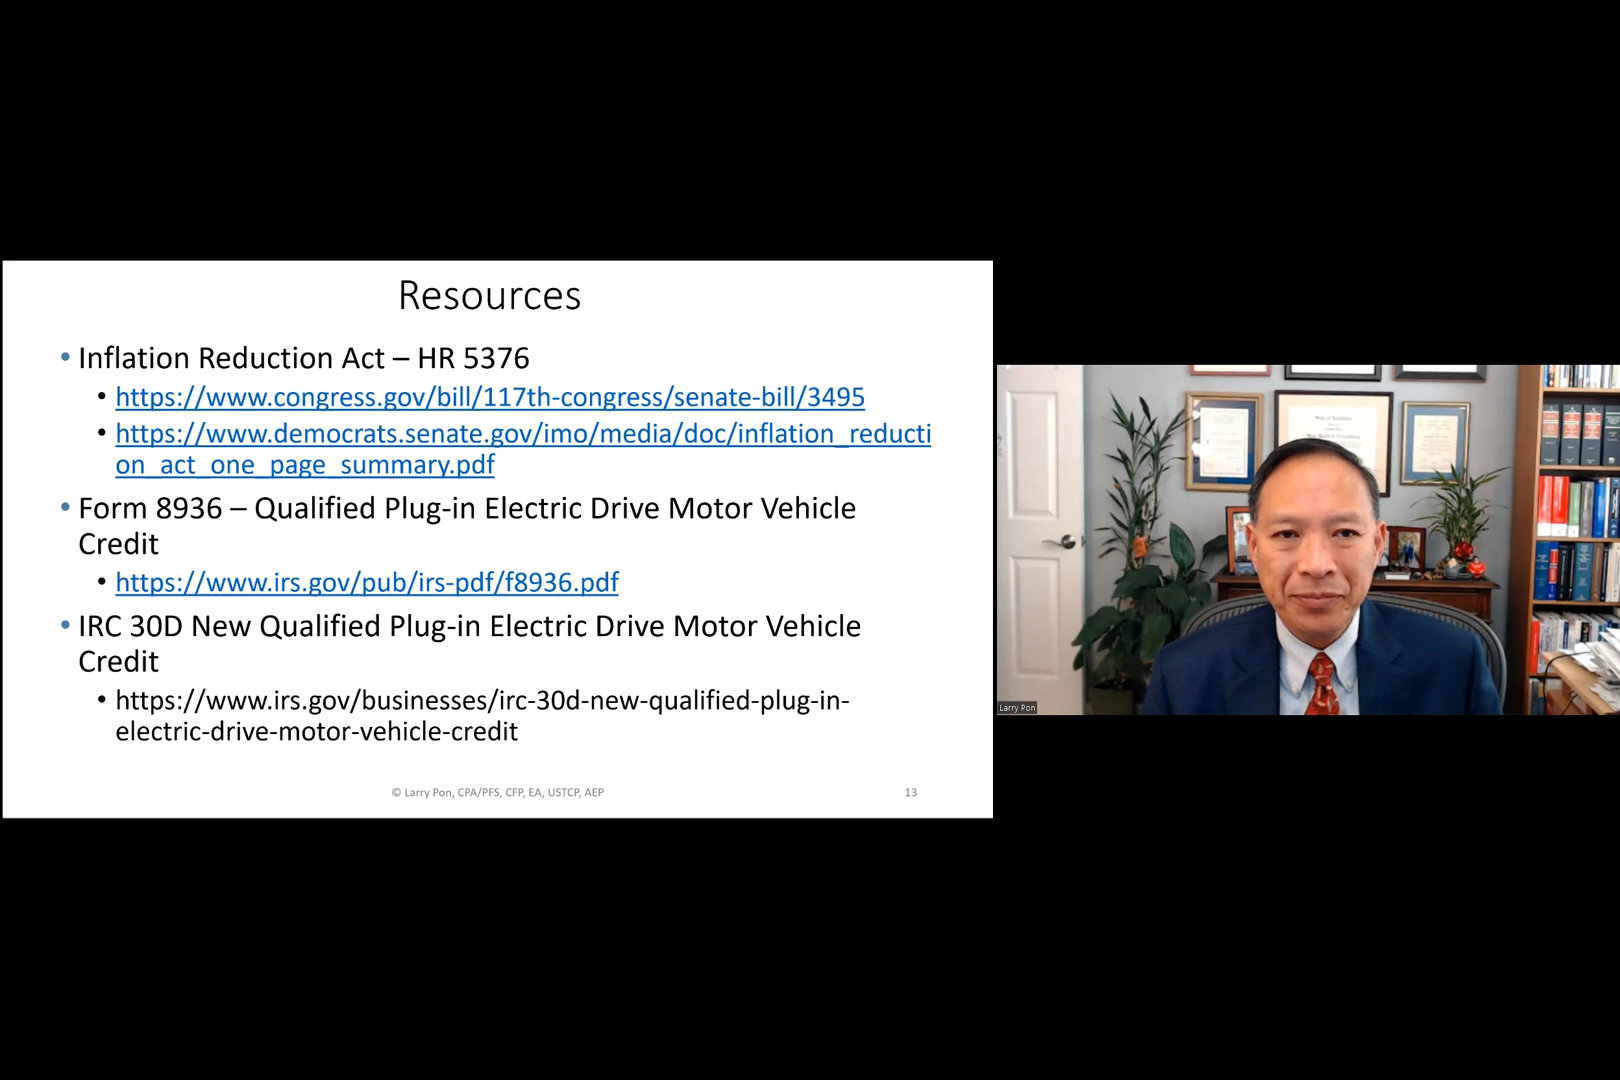 Resources
• Inflation Reduction Act – HR 5376
• https://www.congress.gov/bill/117th-congress/senate-bill/3495
• https://www.democrats.senate.gov/imo/media/doc/inflation_reducti
on_act_one_page_summary.pdf
• Form 8936 – Qualified Plug-in Electric Drive Motor Vehicle
Credit
• https://www.irs.gov/pub/irs-pdf/f8936.pdf
• IRC 30D New Qualified Plug-in Electric Drive Motor Vehicle
Credit
• https://www.irs.gov/businesses/irc-30d-new-qualified-plug-in-
electric-drive-motor-vehicle-credit
© Larry Pon, CPA/PFS, CFP, EA, USTCP, AEP
13
Larry Pon